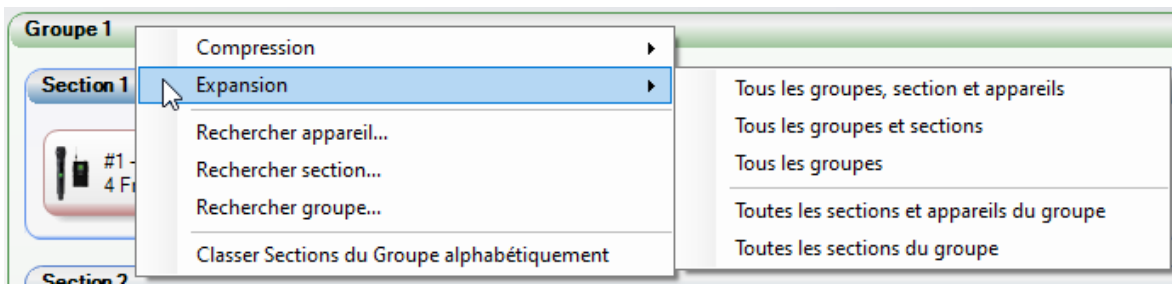 Groupe 1
Compression
Section 1
Expansion
Tous les groupes, section et appareils
Tous les groupes et sections
Rechercher appareil...
#1 -
Rechercher section...
Tous les groupes
4
Rechercher groupe...
Toutes les sections et appareils du groupe
Classer Sections du Groupe alphabétiquement
Toutes les sections du groupe
Section 2